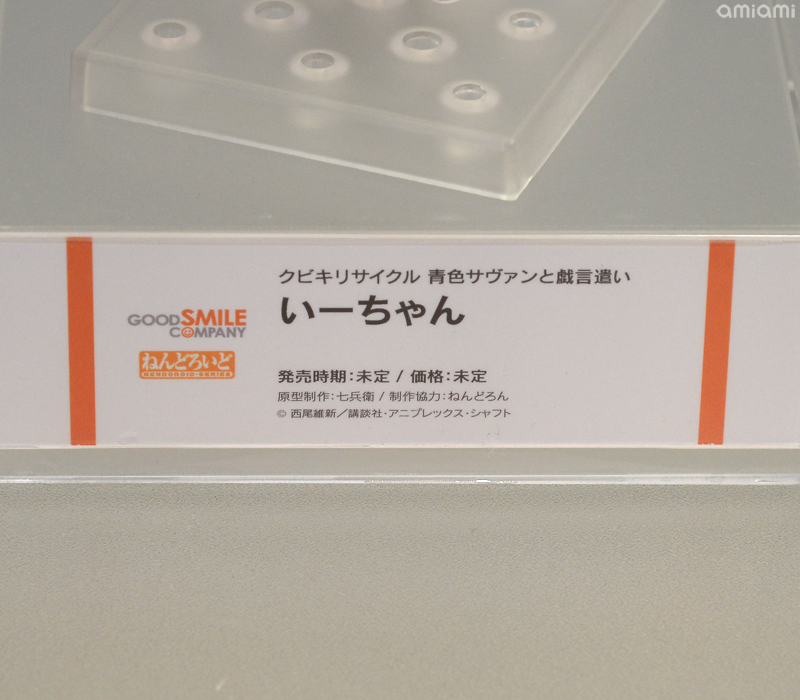 amiami
クビキリサイクル 青色サヴァンと戯言遣い
いーちゃん
GOODSMILE
COMPANY
ねんどろいど
NENDOROID-SERIES
発売時期:未定 / 価格:未定
原型制作:七兵衛 / 制作協力:ねんどろん
© 西尾維新/講談社・アニプレックス・シャフト